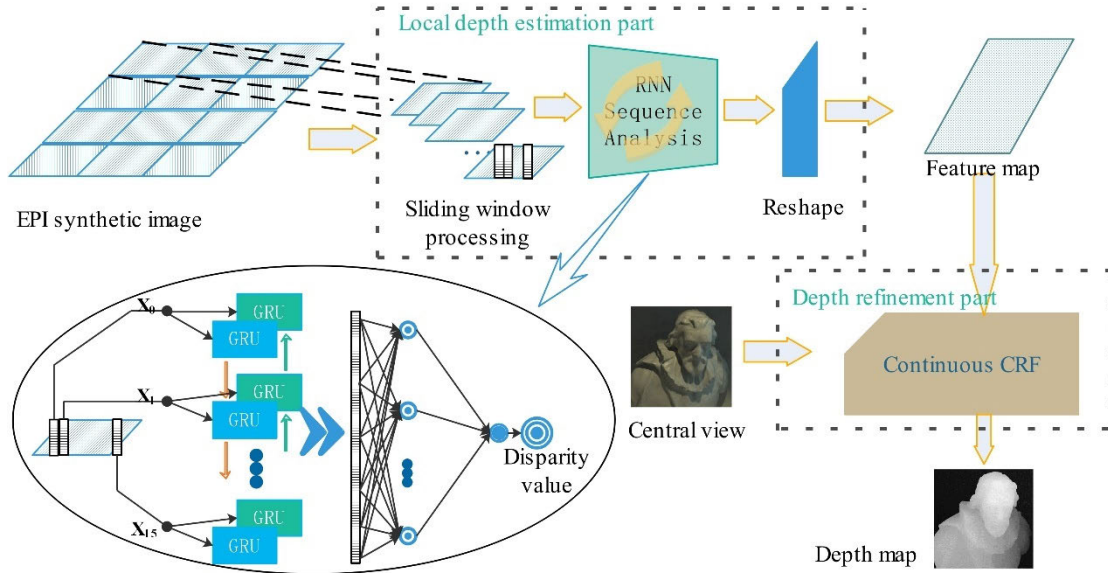 Local depth estimation part
RNN
Sequence
Analysis
EPI synthetic image
Sliding window
processing
Reshape
Feature map
Depth refinement part
Continuous CRF
Central view
Depth map
X0
GRU
GRU
X1
GRU
GRU
X15
GRU
GRU
Disparity
value